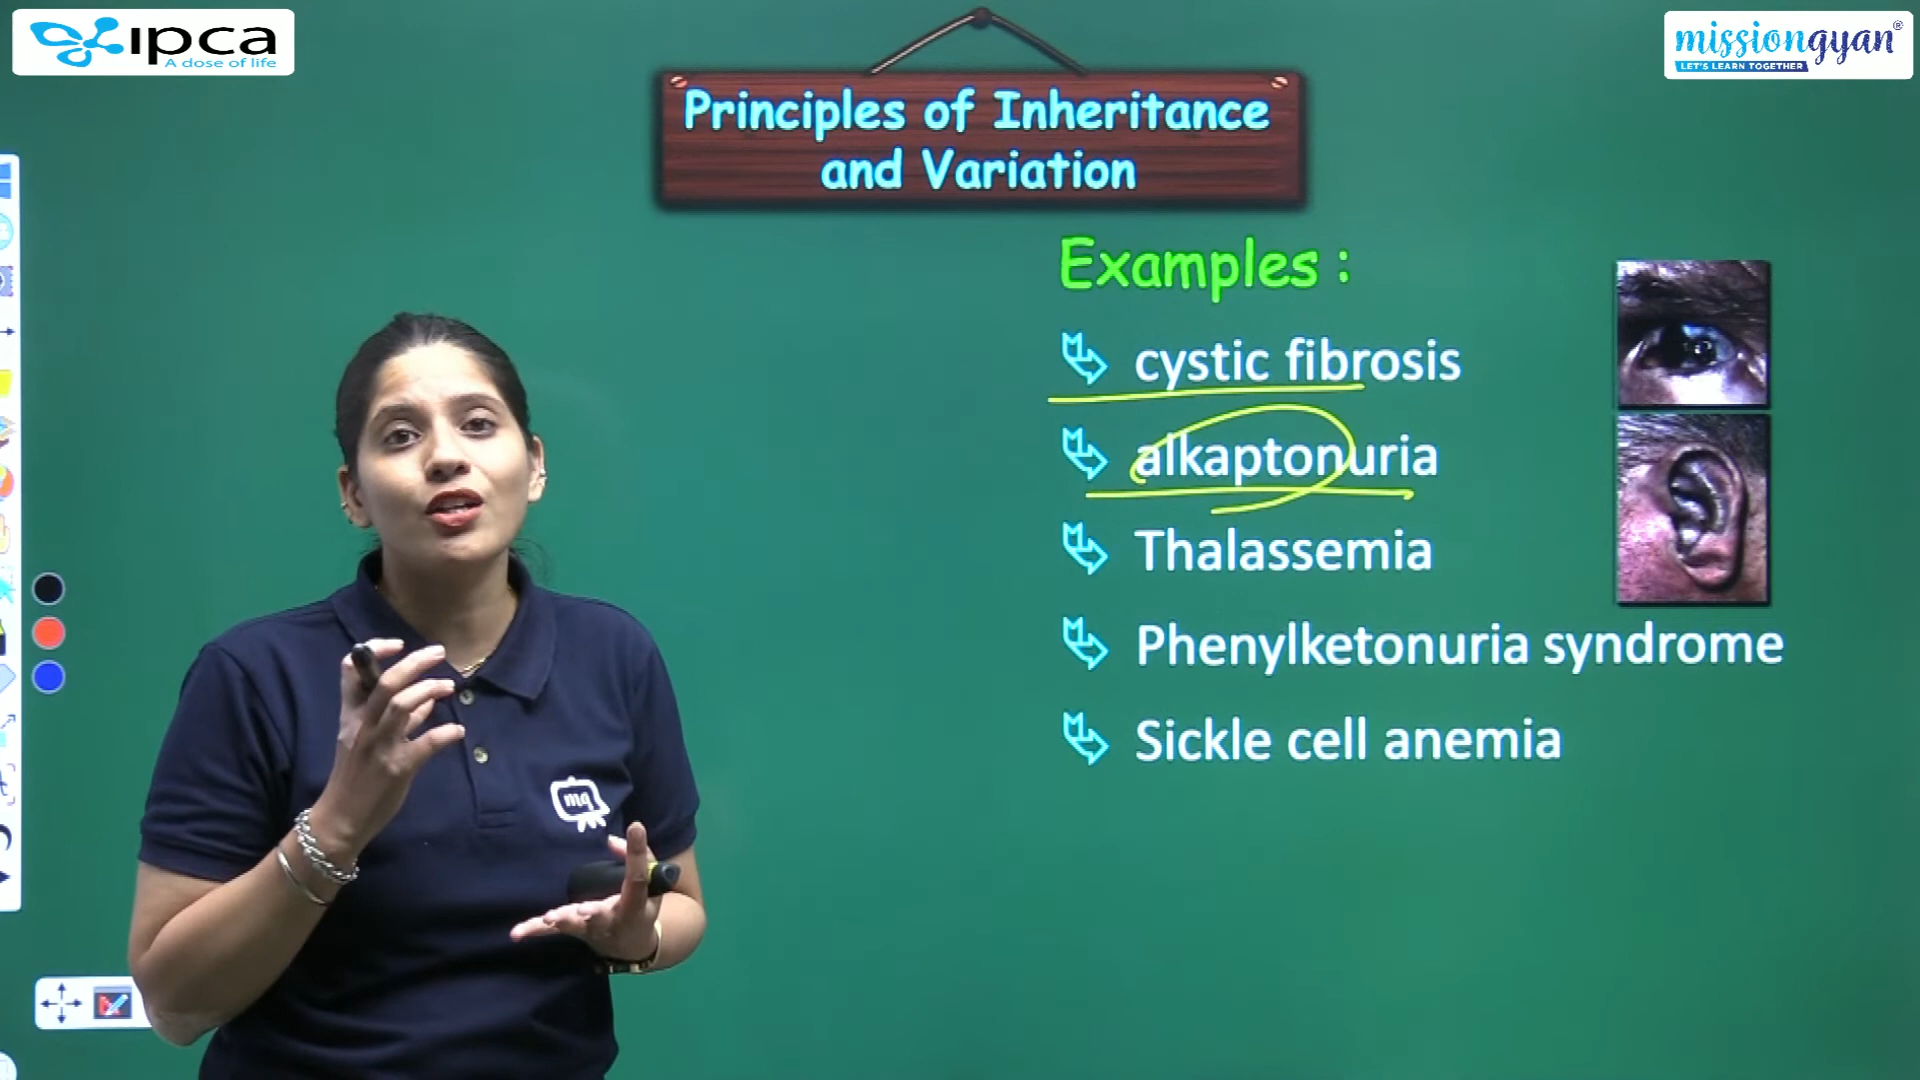 ipca
A dose of life
missiongyan®
LET'S LEARN TOGETHER
Principles of Inheritance
and Variation
Examples :
cystic fibrosis
alkaptonuria
Thalassemia
Phenylketonuria syndrome
Sickle cell anemia
mg